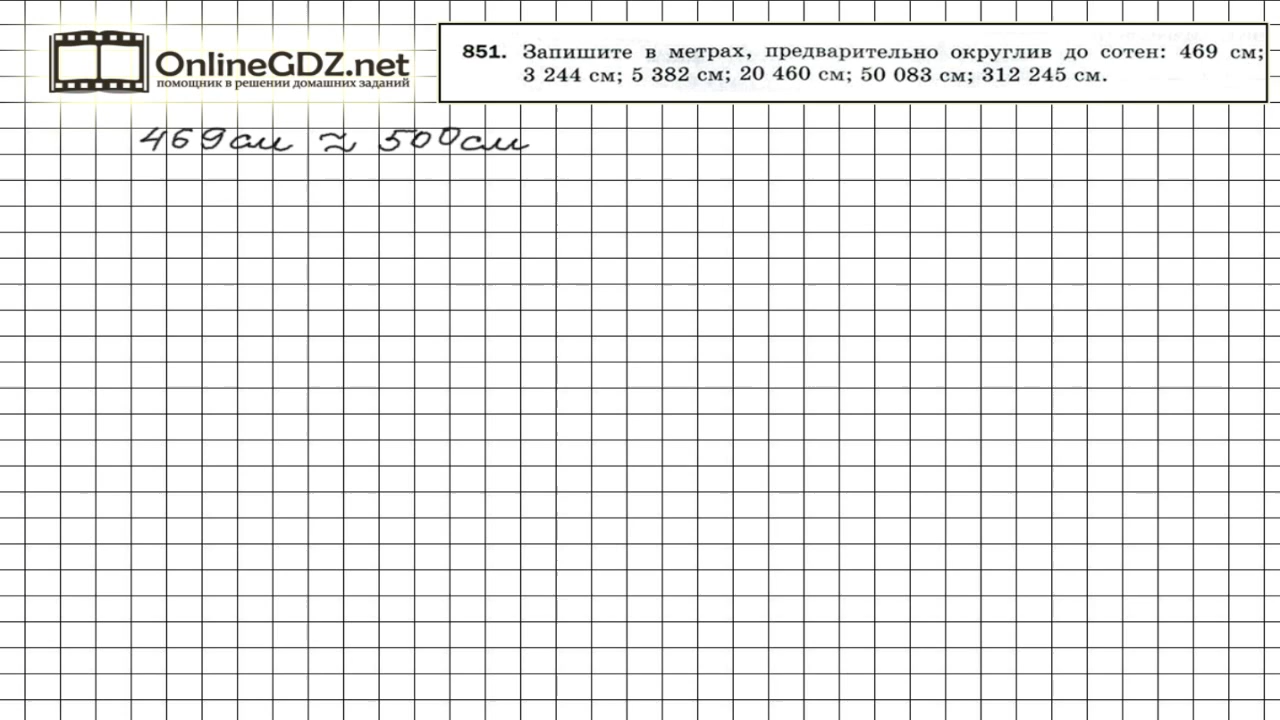 OnlineGDZ.net
помощник в решении домашних заданий
851. Запишите в метрах, предварительно округлив до сотен: 469 см;
3 244 см; 5 382 см; 20 460 см; 50 083 см; 312 245 см.
469см ≈ 500см